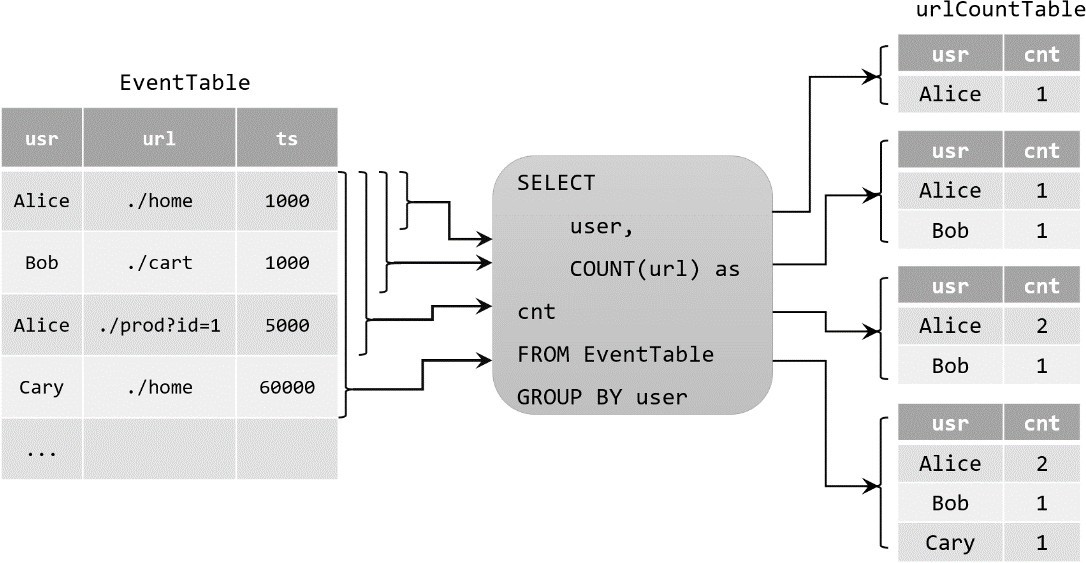 EventTable
usr url ts
Alice ./home 1000
Bob ./cart 1000
Alice ./prod?id=1 5000
Cary ./home 60000
...
SELECT
user,
COUNT(url) as
cnt
FROM EventTable
GROUP BY user
urlCountTable
usr cnt
Alice 1
usr cnt
Alice 1
Bob 1
usr cnt
Alice 2
Bob 1
usr cnt
Alice 2
Bob 1
Cary 1